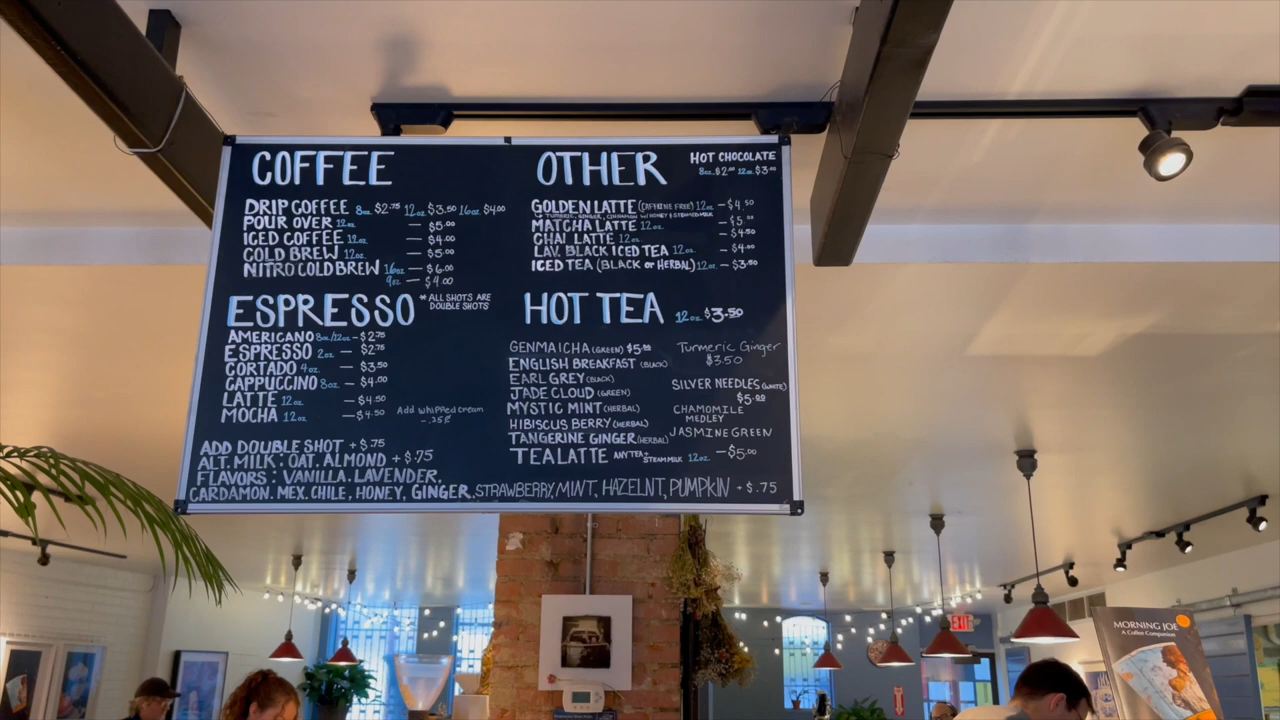 COFFEE
DRIP COFFEE 8oz. $2.75 12oz. $3.50 16oz $4.00
POUR OVER 12oz. — $5.00
ICED COFFEE 12oz. — $4.00
COLD BREW 12oz. — $5.00
NITRO COLD BREW 16oz — $6.00
9oz. — $4.00
ESPRESSO
* ALL SHOTS ARE
DOUBLE SHOTS
AMERICANO 8oz/12oz – $2.75
ESPRESSO 2oz — $2.75
CORTADO 4oz. — $3.50
CAPPUCCINO 8oz — $4.00
LATTE 12oz — $4.50
MOCHA 12oz — $4.50
Add whipped cream
- .25¢
ADD DOUBLE SHOT + $.75
ALT. MILK : OAT. ALMOND + $.75
FLAVORS : VANILLA. LAVENDER.
CARDAMON. MEX. CHILE, HONEY, GINGER. STRAWBERRY, MINT, HAZELNT, PUMPKIN + $.75
OTHER
HOT CHOCOLATE
8oz. $2.00 12oz. $3.00
GOLDEN LATTE (CAFFEINE FREE) 12oz – $4.50
TUMERIC, GINGER, CINNAMON W/ HONEY & STEAMED MILK
MATCHA LATTE 12oz. — $5.00
CHAI LATTE 12oz. — $4.50
LAV. BLACK ICED TEA 12oz. — $4.00
ICED TEA (BLACK or HERBAL) 12oz – $3.50
HOT TEA 12oz. $3.50
GENMAICHA (GREEN) $5.00
ENGLISH BREAKFAST (BLACK)
EARL GREY (BLACK)
JADE CLOUD (GREEN)
MYSTIC MINT (HERBAL)
HIBISCUS BERRY (HERBAL)
TANGERINE GINGER (HERBAL)
TEA LATTE ANY TEA + STEAM MILK 12oz. – $5.00
Turmeric Ginger
$3.50
SILVER NEEDLES (WHITE)
$5.00
CHAMOMILE
MEDLEY
JASMINE GREEN
EXIT
MORNING JOE
A Coffee Companion